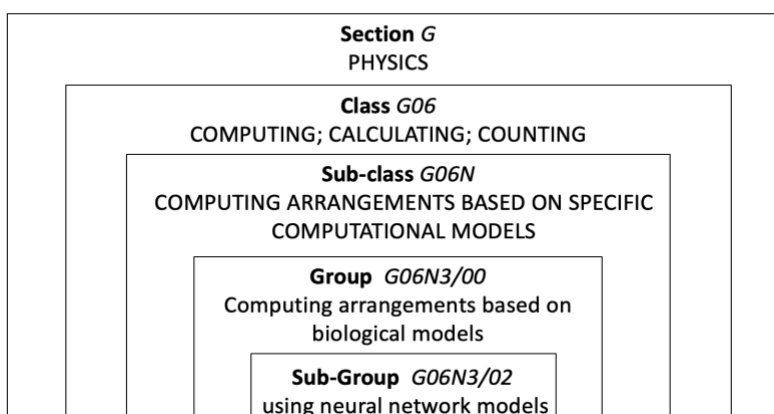 Section G
PHYSICS
Class G06
COMPUTING; CALCULATING; COUNTING
Sub-class G06N
COMPUTING ARRANGEMENTS BASED ON SPECIFIC
COMPUTATIONAL MODELS
Group G06N3/00
Computing arrangements based on
biological models
Sub-Group G06N3/02
using neural network models